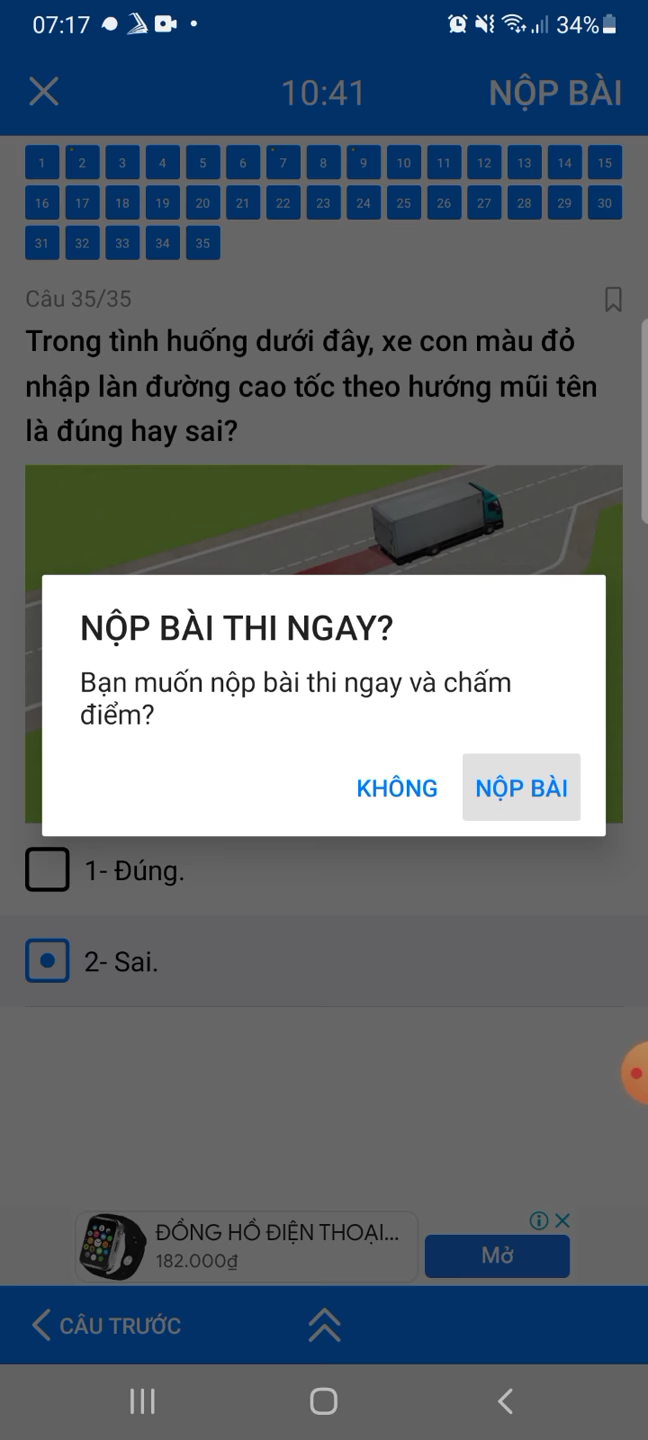 07:17
34%
10:41
NỘP BÀI
1 2 3 4 5 6 7 8 9 10 11 12 13 14 15
16 17 18 19 20 21 22 23 24 25 26 27 28 29 30
31 32 33 34 35
Câu 35/35
Trong tình huống dưới đây, xe con màu đỏ
nhập làn đường cao tốc theo hướng mũi tên
là đúng hay sai?
NỘP BÀI THI NGAY?
Bạn muốn nộp bài thi ngay và chấm
điểm?
KHÔNG
NỘP BÀI
1- Đúng.
2- Sai.
ĐỒNG HỒ ĐIỆN THOẠI...
182.000₫
Mở
CÂU TRƯỚC